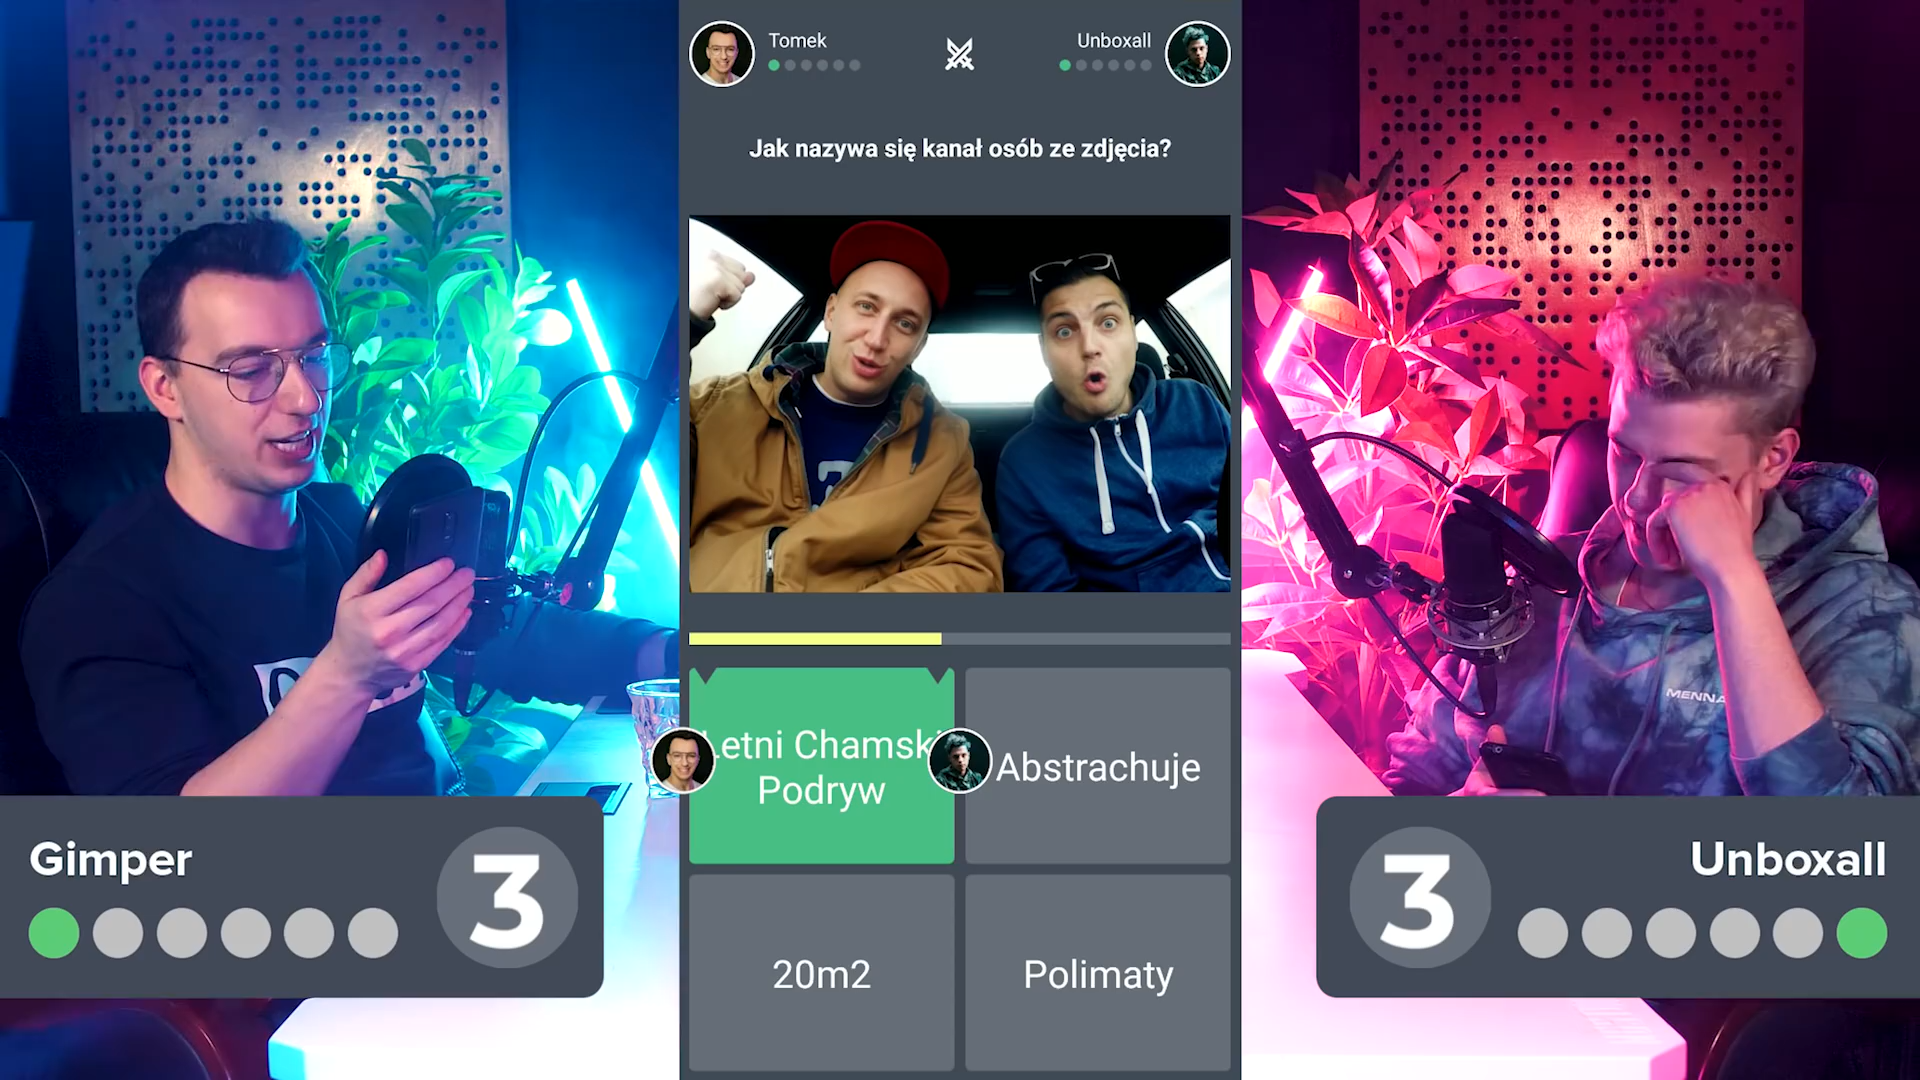 Tomek
Unboxall
Jak nazywa się kanał osób ze zdjęcia?
Letni Chamski
Podryw
Abstrachuje
20m2
Polimaty
Gimper
3
3
Unboxall
MENNA